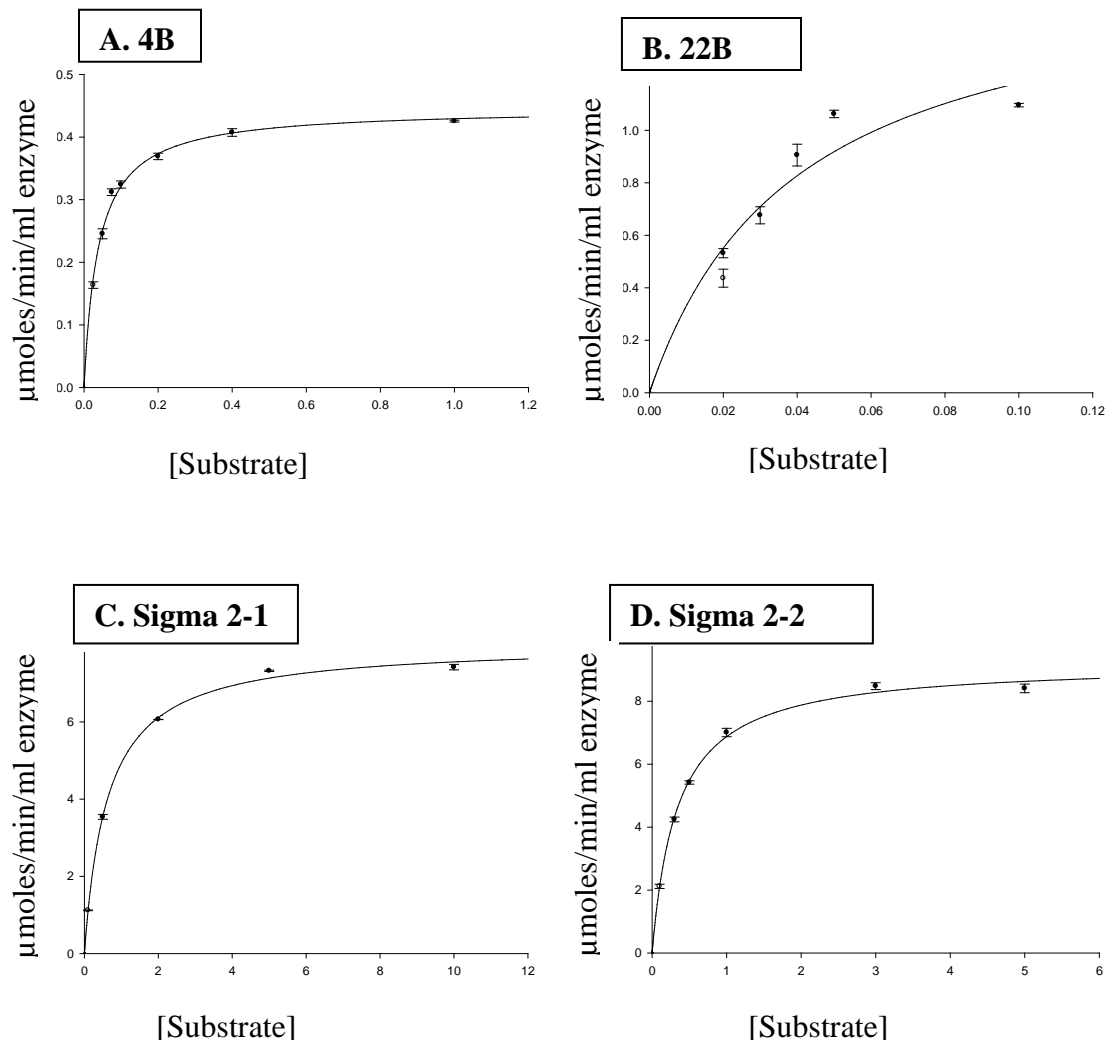 A. 4B
µmoles/min/ml enzyme
0.5
0.4
0.3
0.2
0.1
0.0
0.0 0.2 0.4 0.6 0.8 1.0 1.2
[Substrate]
B. 22B
µmoles/min/ml enzyme
1.0
0.8
0.6
0.4
0.2
0.0
0.00 0.02 0.04 0.06 0.08 0.10 0.12
[Substrate]
C. Sigma 2-1
µmoles/min/ml enzyme
6
4
2
0
0 2 4 6 8 10 12
[Substrate]
D. Sigma 2-2
µmoles/min/ml enzyme
8
6
4
2
0
0 1 2 3 4 5 6
[Substrate]